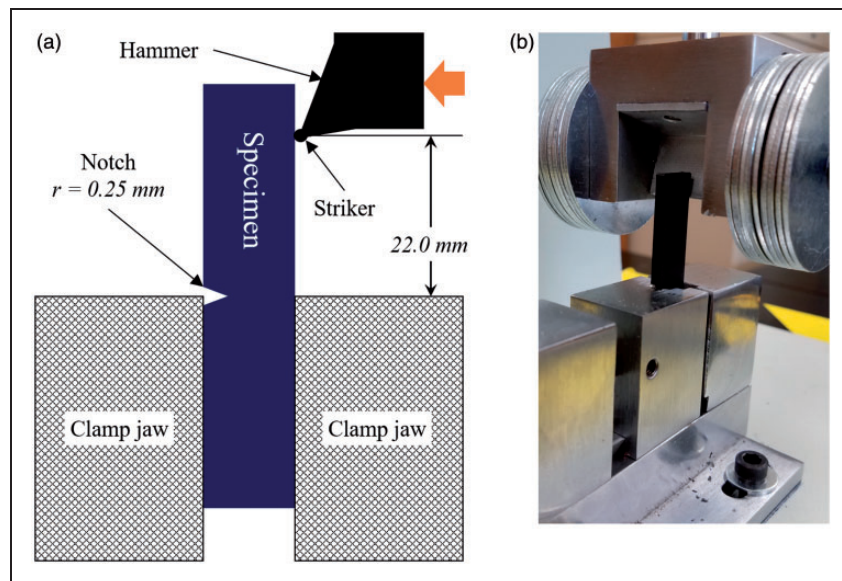 (a)
Hammer
Notch
r = 0.25 mm
Specimen
Striker
22.0 mm
Clamp jaw
Clamp jaw
(b)